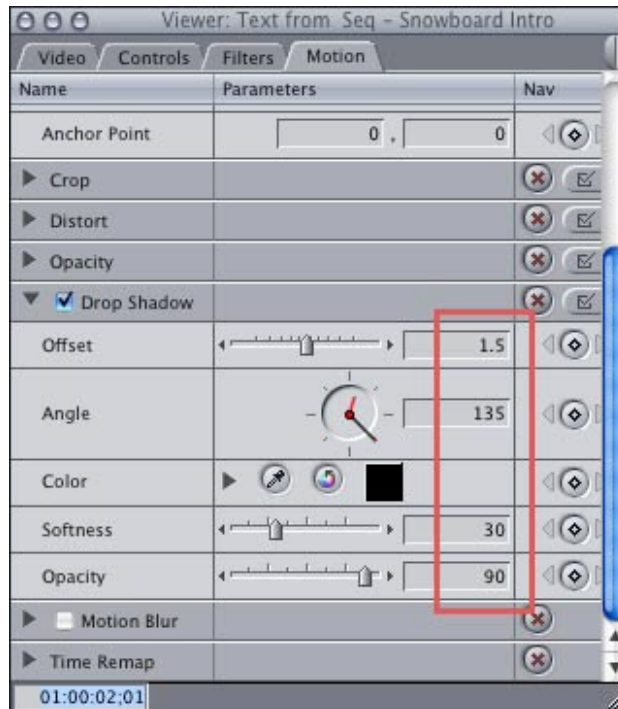 Viewer: Text from Seq - Snowboard Intro
Video Controls Filters Motion
Name Parameters Nav
Anchor Point 0 , 0
Crop
Distort
Opacity
Drop Shadow
Offset 1.5
Angle 135
Color
Softness 30
Opacity 90
Motion Blur
Time Remap
01:00:02;01